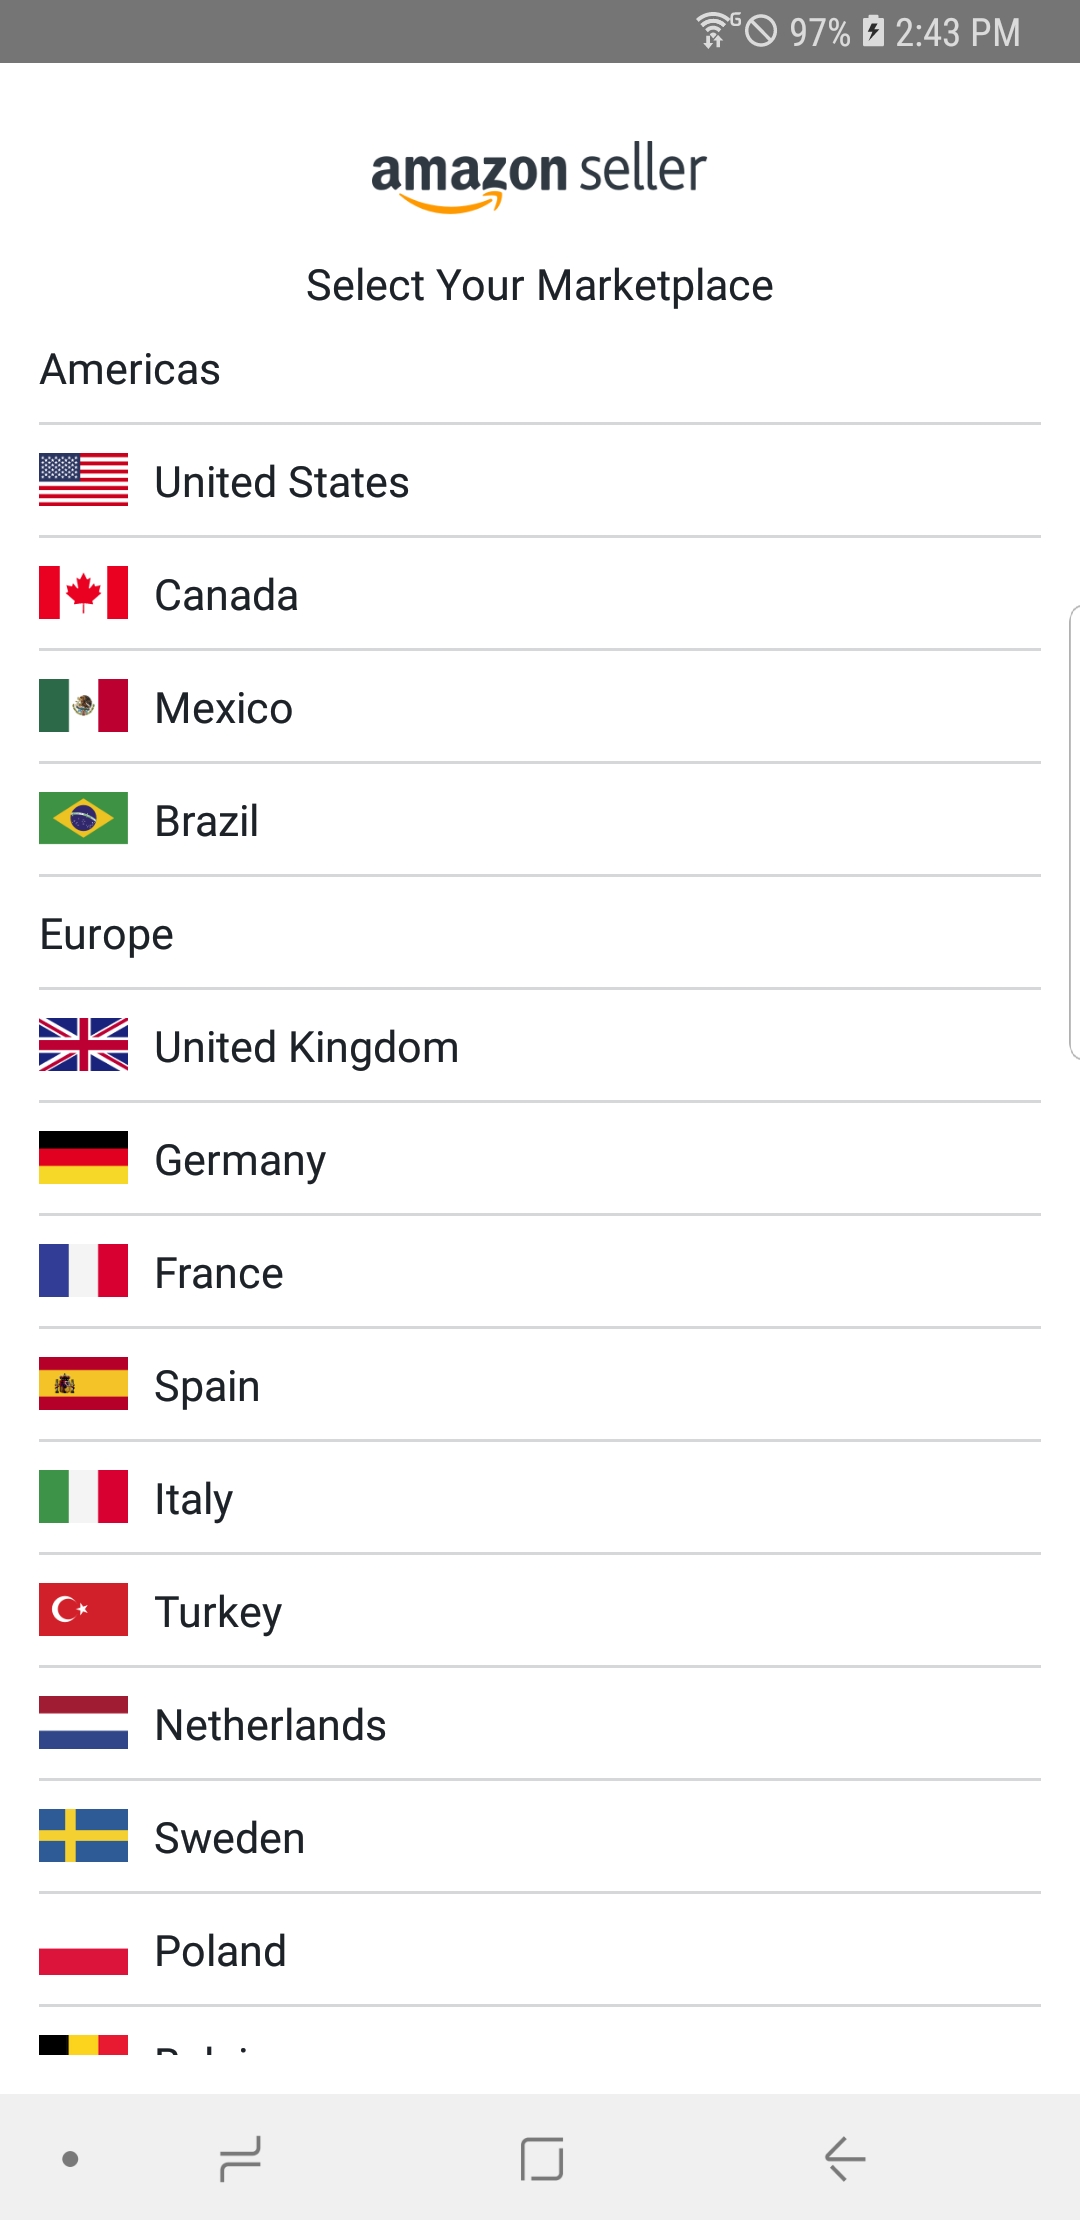 G 97% 2:43 PM
amazon seller
Select Your Marketplace
Americas
United States
Canada
Mexico
Brazil
Europe
United Kingdom
Germany
France
Spain
Italy
Turkey
Netherlands
Sweden
Poland